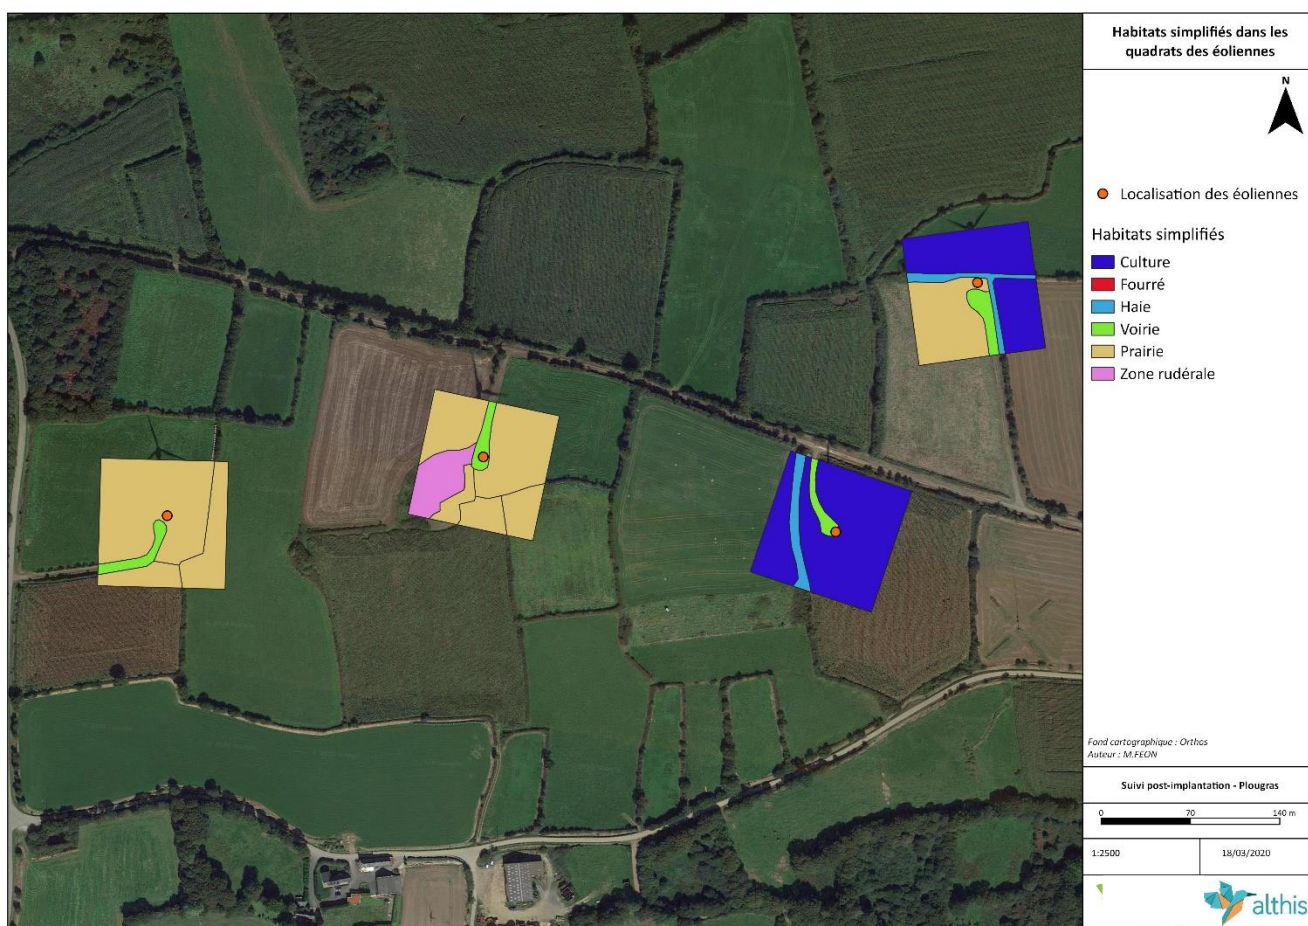 Habitats simplifiés dans les
quadrats des éoliennes
N
Localisation des éoliennes
Habitats simplifiés
Culture
Fourré
Haie
Voirie
Prairie
Zone rudérale
Fond cartographique : Orthos
Auteur : M.FEON
Suivi post-implantation - Plougras
0 70 140 m
1:2500 18/03/2020
althis